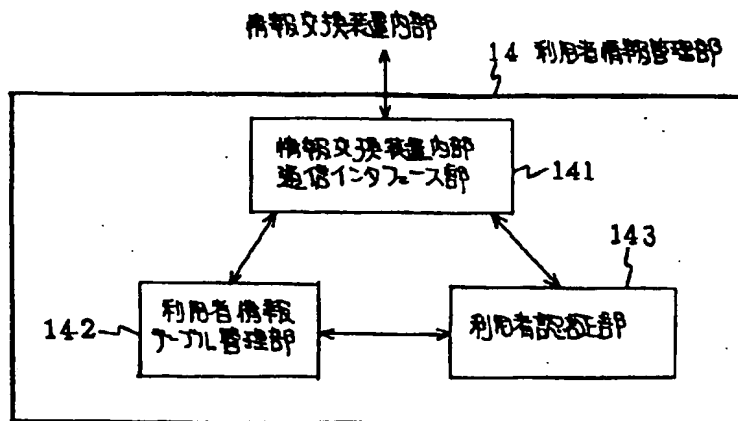 情報交換装置内部
14 利用者情報管理部
情報交換装置内部
通信インタフェース部
141
143
利用者情報
テーブル管理部
142
利用者認証部